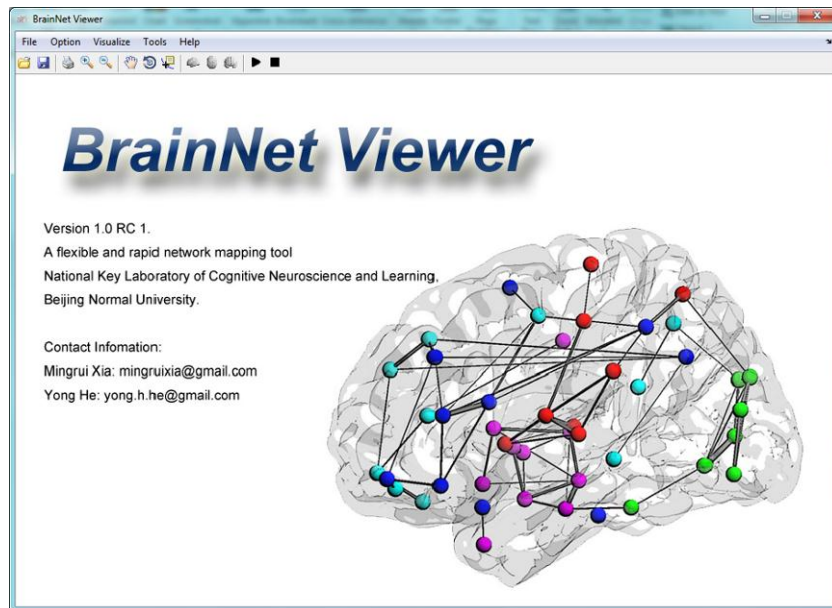 BrainNet Viewer
File Option Visualize Tools Help
BrainNet Viewer
Version 1.0 RC 1.
A flexible and rapid network mapping tool
National Key Laboratory of Cognitive Neuroscience and Learning,
Beijing Normal University.
Contact Infomation:
Mingrui Xia: mingruixia@gmail.com
Yong He: yong.h.he@gmail.com